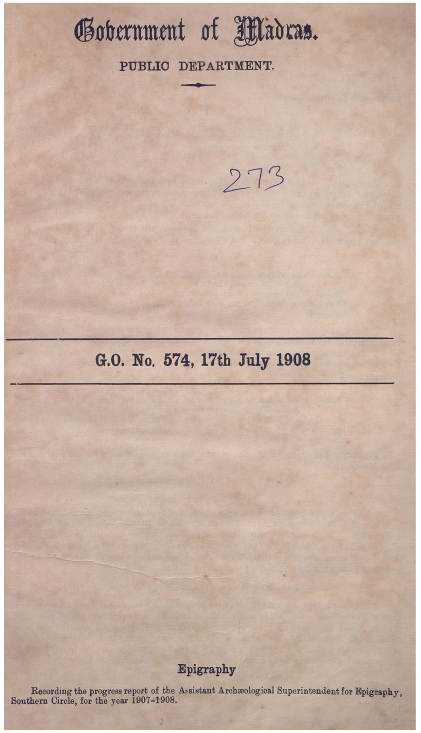 Government of Madras.
PUBLIC DEPARTMENT.
273
G.O. No. 574, 17th July 1908
Epigraphy
Recording the progress report of the Assistant Archæological Superintendent for Epigraphy,
Southern Circle, for the year 1907-1908.